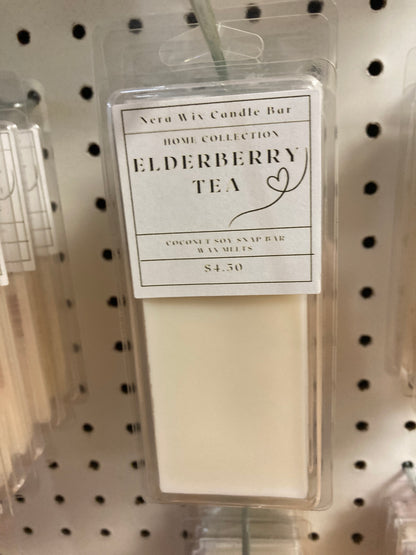 Nera Wix Candle Bar
HOME COLLECTION
ELDERBERRY
TEA
COCONUT SOY SNAP BAR
WAX MELTS
$4.50